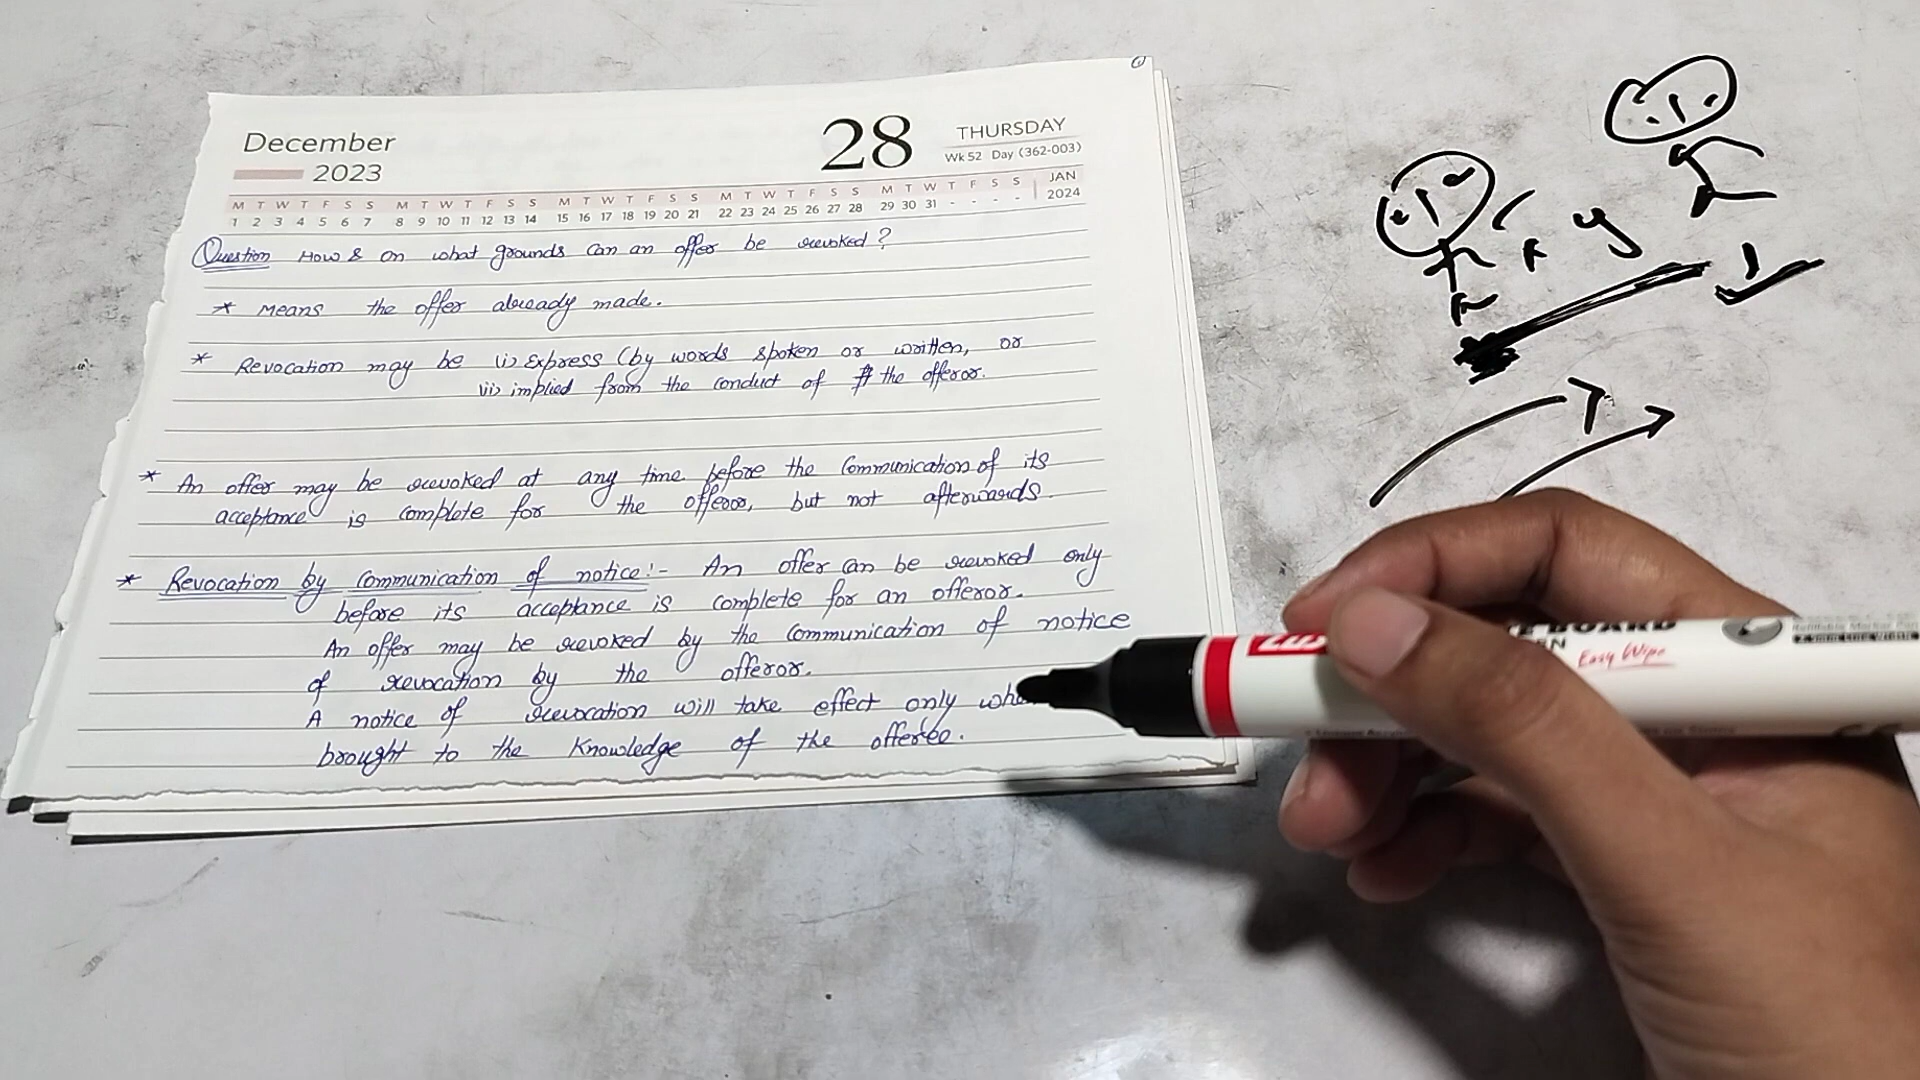 December
2023
28
THURSDAY
Wk 52 Day (362-003)
M T W T F S S M T W T F S S M T W T F S S M T W T F S S M T W T F S S JAN
1 2 3 4 5 6 7 8 9 10 11 12 13 14 15 16 17 18 19 20 21 22 23 24 25 26 27 28 29 30 31 - - - - 2024
Question How & on what grounds can an offer be revoked?
* Means the offer already made.
* Revocation may be (i) Express (by words spoken or written, or
(ii) implied from the conduct of the offeror.
* An offer may be revoked at any time before the communication of its
acceptance is complete for the offeror, but not afterwards.
* Revocation by communication of notice:- An offer can be revoked only
before its acceptance is complete for an offeror.
An offer may be revoked by the communication of notice
of revocation by the offeror.
A notice of revocation will take effect only
brought to the knowledge of the offeree.
Easy Wipe